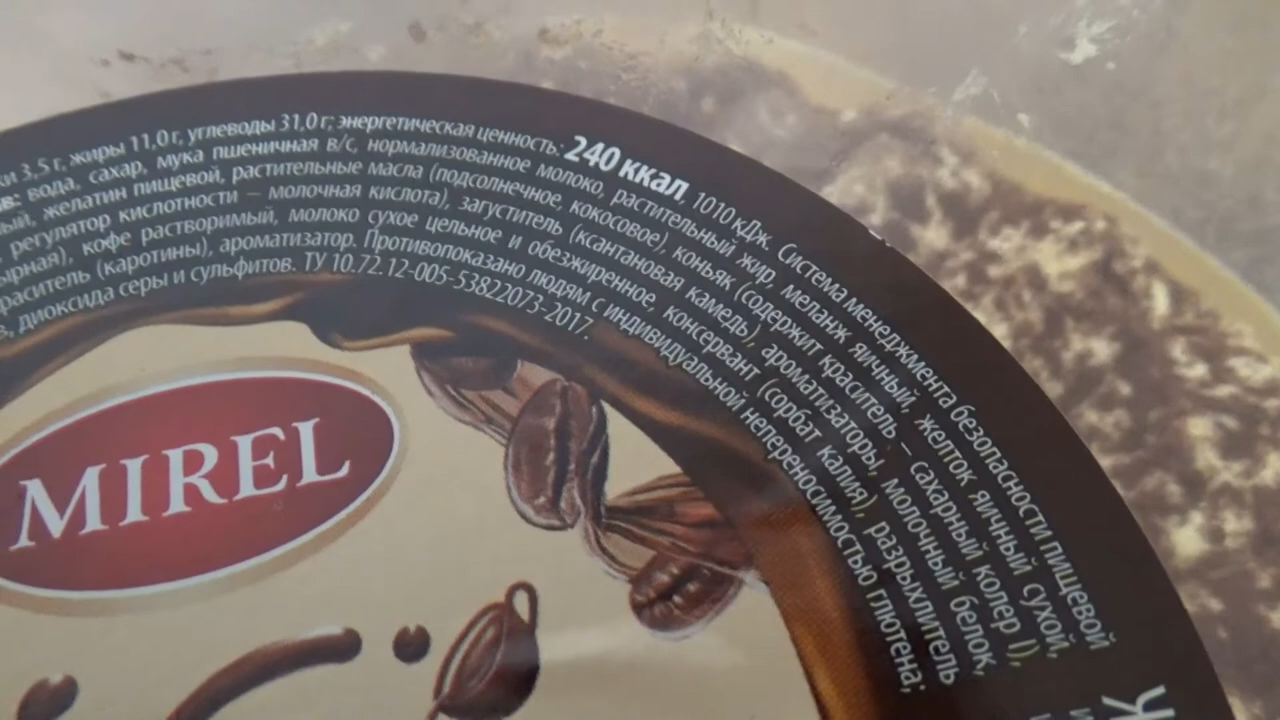 ки 3,5 г, жиры 11,0 г, углеводы 31,0 г; энергетическая ценность: 240 ккал, 1010 кДж. Система менеджмента безопасности пищевой
ав: вода, сахар, мука пшеничная в/с, нормализованное молоко, растительный жир, меланж яичный, желток яичный сухой,
ный, желатин пищевой, растительные масла (подсолнечное, кокосовое), коньяк (содержит краситель – сахарный колер I),
регулятор кислотности – молочная кислота), загуститель (ксантановая камедь), ароматизаторы, молочный белок,
ырная), кофе растворимый, молоко сухое цельное и обезжиренное, консервант (сорбат калия), разрыхлитель
раситель (каротины), ароматизатор. Противопоказано людям с индивидуальной непереносимостью глютена;
в, диоксида серы и сульфитов. ТУ 10.72.12-005-53822073-2017.
MIREL